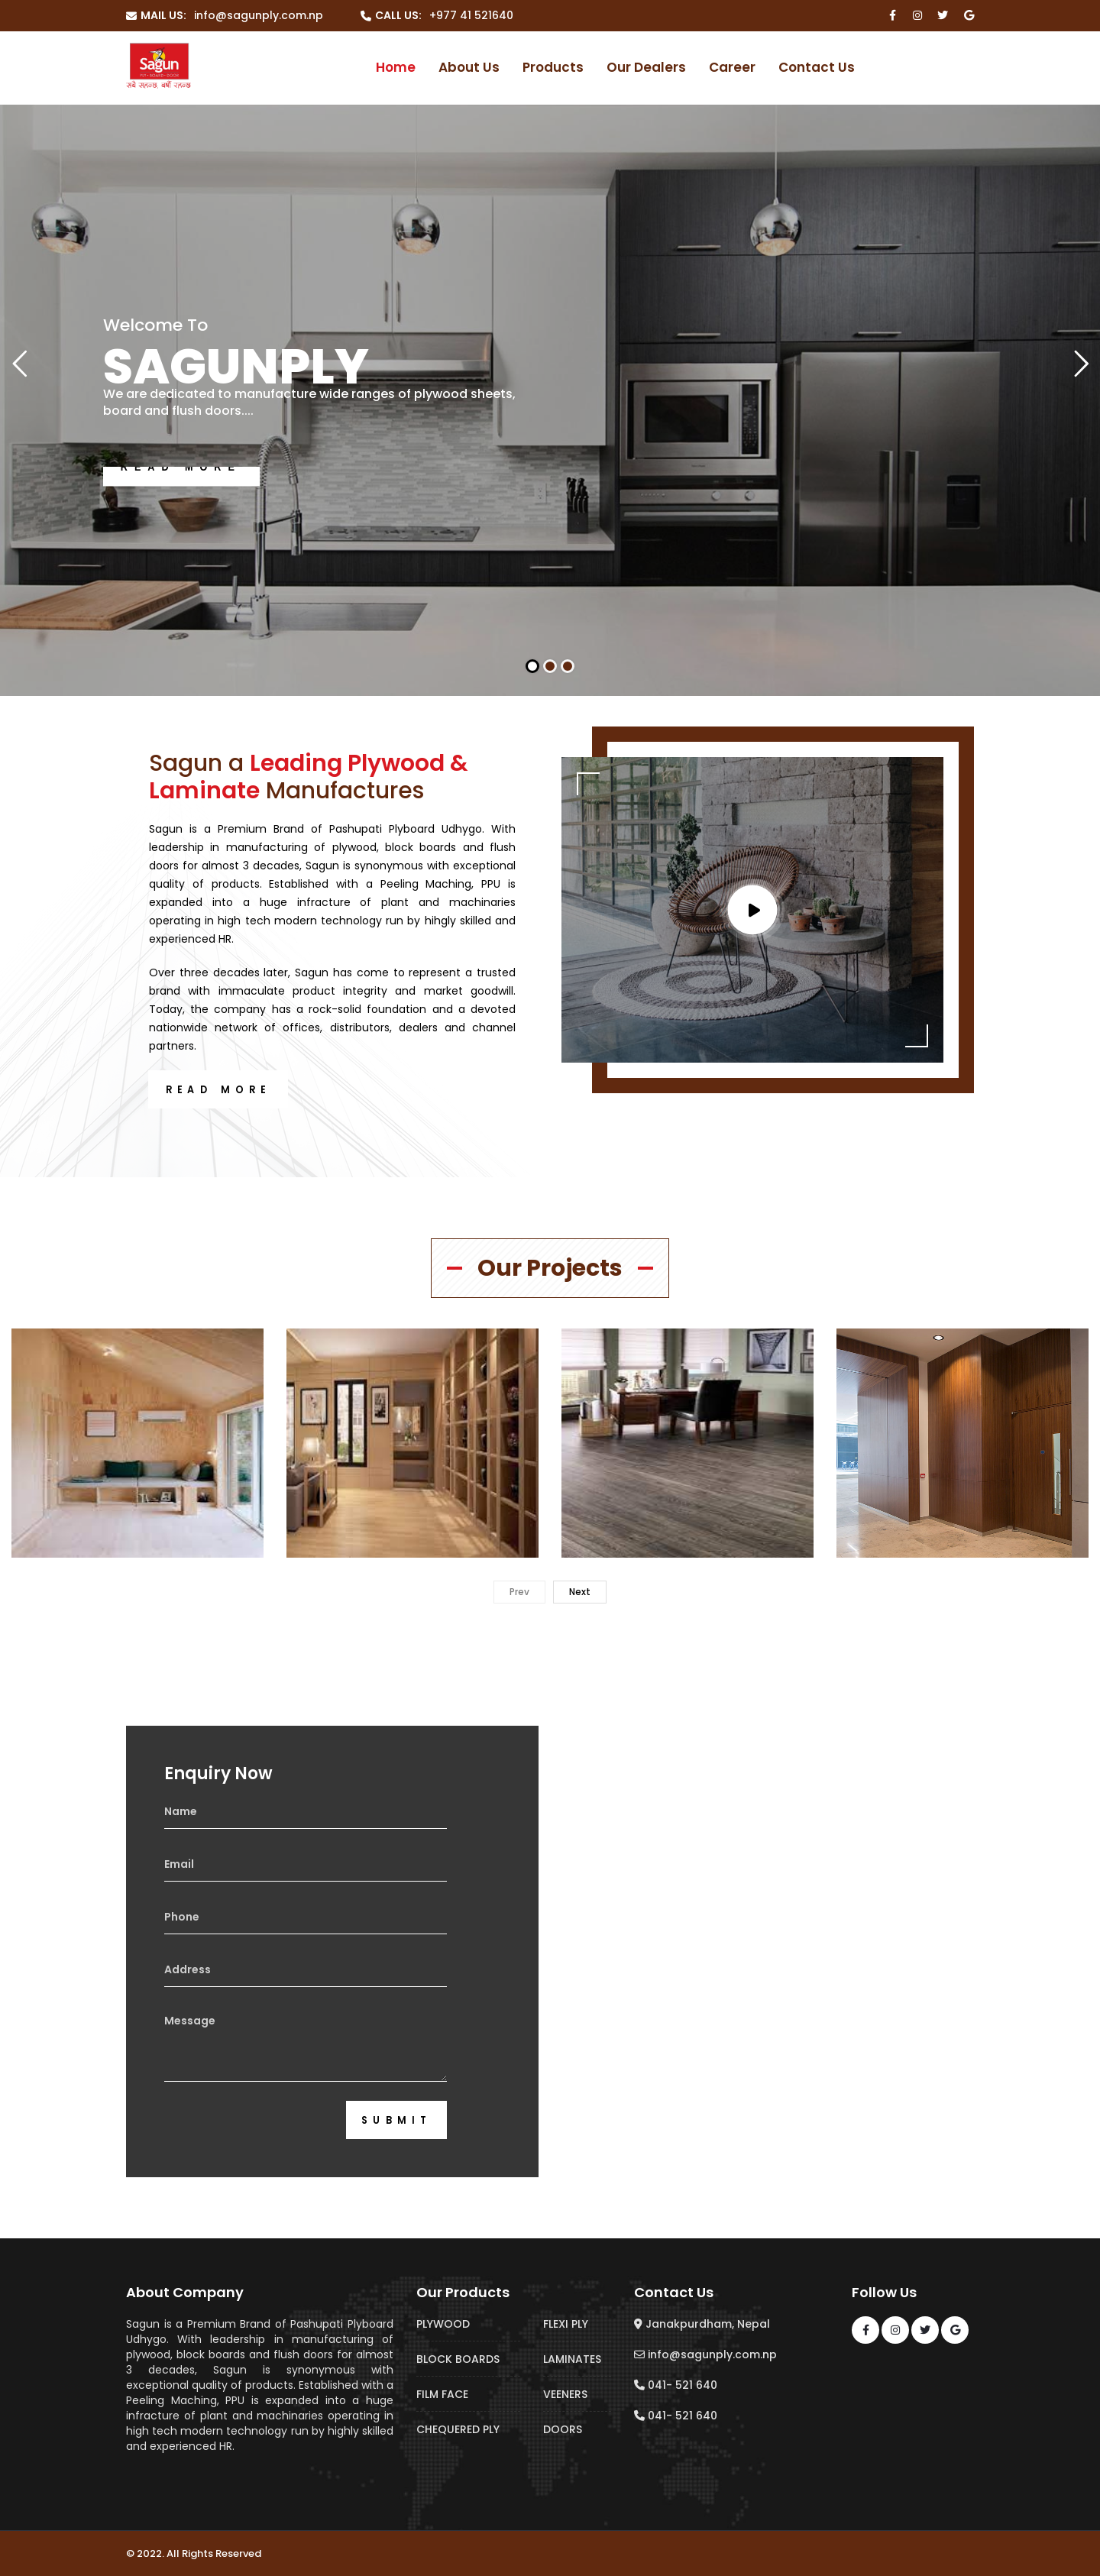 MAIL US: info@sagunply.com.np CALL US: +977 41 521640
Sagun
PLY • BOARD • DOOR
Home About Us Products Our Dealers Career Contact Us
Welcome To
SAGUNPLY
We are dedicated to manufacture wide ranges of plywood sheets,
board and flush doors....
READ MORE
Sagun a Leading Plywood &
Laminate Manufactures
Sagun is a Premium Brand of Pashupati Plyboard Udhygo. With
leadership in manufacturing of plywood, block boards and flush
doors for almost 3 decades, Sagun is synonymous with exceptional
quality of products. Established with a Peeling Maching, PPU is
expanded into a huge infracture of plant and machinaries
operating in high tech modern technology run by hihgly skilled and
experienced HR.
Over three decades later, Sagun has come to represent a trusted
brand with immaculate product integrity and market goodwill.
Today, the company has a rock-solid foundation and a devoted
nationwide network of offices, distributors, dealers and channel
partners.
READ MORE
Our Projects
Prev Next
Enquiry Now
Name
Email
Phone
Address
Message
SUBMIT
About Company
Sagun is a Premium Brand of Pashupati Plyboard
Udhygo. With leadership in manufacturing of
plywood, block boards and flush doors for almost
3 decades, Sagun is synonymous with
exceptional quality of products. Established with a
Peeling Maching, PPU is expanded into a huge
infracture of plant and machinaries operating in
high tech modern technology run by highly skilled
and experienced HR.
Our Products
PLYWOOD FLEXI PLY
BLOCK BOARDS LAMINATES
FILM FACE VEENERS
CHEQUERED PLY DOORS
Contact Us
Janakpurdham, Nepal
info@sagunply.com.np
041- 521 640
041- 521 640
Follow Us
© 2022. All Rights Reserved